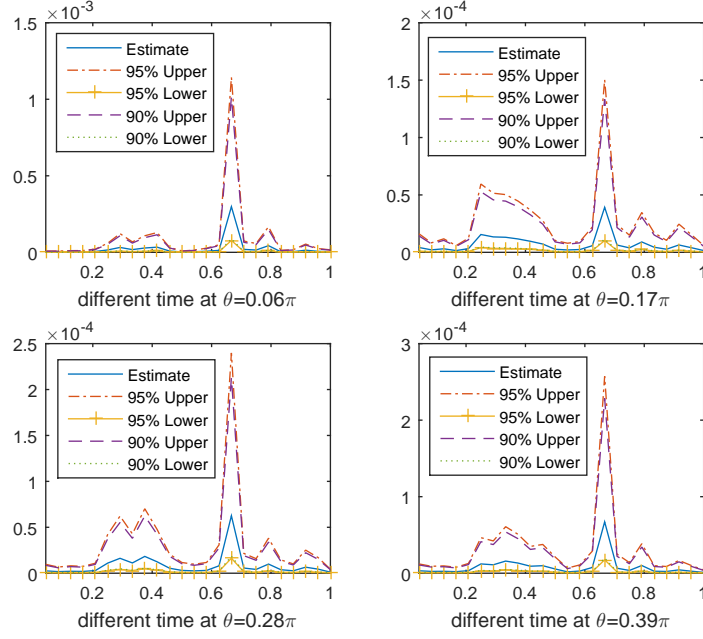 ×10⁻³
1.5
1
0.5
0
Estimate
95% Upper
95% Lower
90% Upper
90% Lower
0.2 0.4 0.6 0.8 1
different time at θ=0.06π
×10⁻⁴
2
1.5
1
0.5
0
Estimate
95% Upper
95% Lower
90% Upper
90% Lower
0.2 0.4 0.6 0.8 1
different time at θ=0.17π
×10⁻⁴
2.5
2
1.5
1
0.5
0
Estimate
95% Upper
95% Lower
90% Upper
90% Lower
0.2 0.4 0.6 0.8 1
different time at θ=0.28π
×10⁻⁴
3
2
1
0
Estimate
95% Upper
95% Lower
90% Upper
90% Lower
0.2 0.4 0.6 0.8 1
different time at θ=0.39π